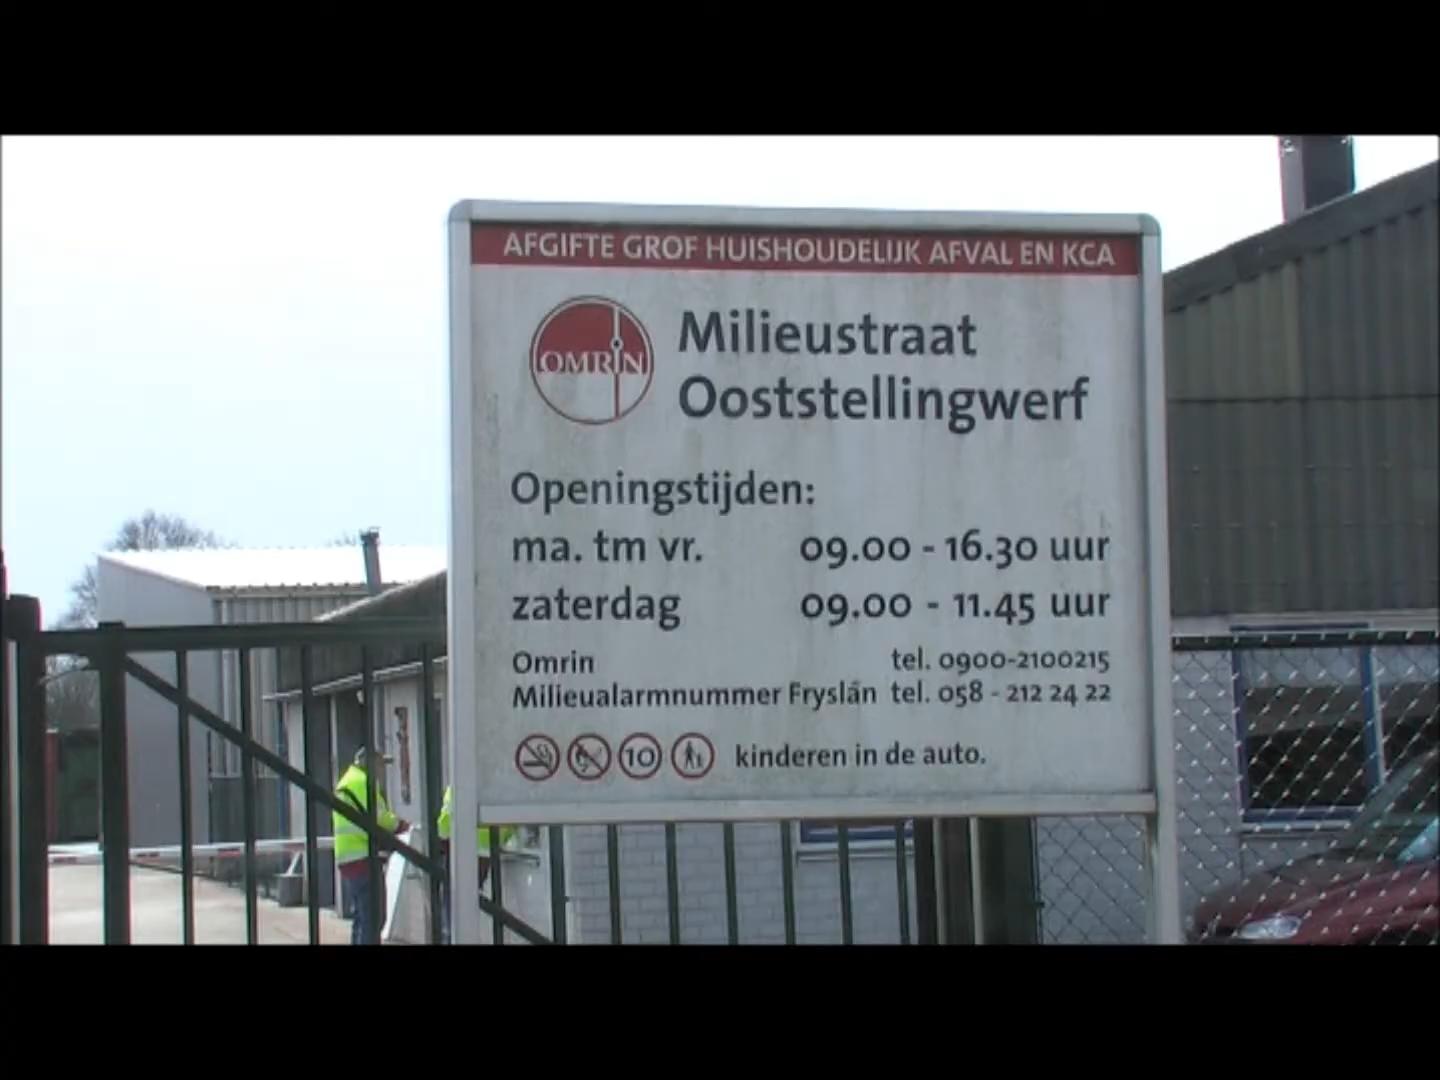 AFGIFTE GROF HUISHOUDELIJK AFVAL EN KCA
OMRIN
Milieustraat
Ooststellingwerf
Openingstijden:
ma. tm vr. 09.00 - 16.30 uur
zaterdag 09.00 - 11.45 uur
Omrin tel. 0900-2100215
Milieualarmnummer Fryslân tel. 058 - 212 24 22
10 kinderen in de auto.